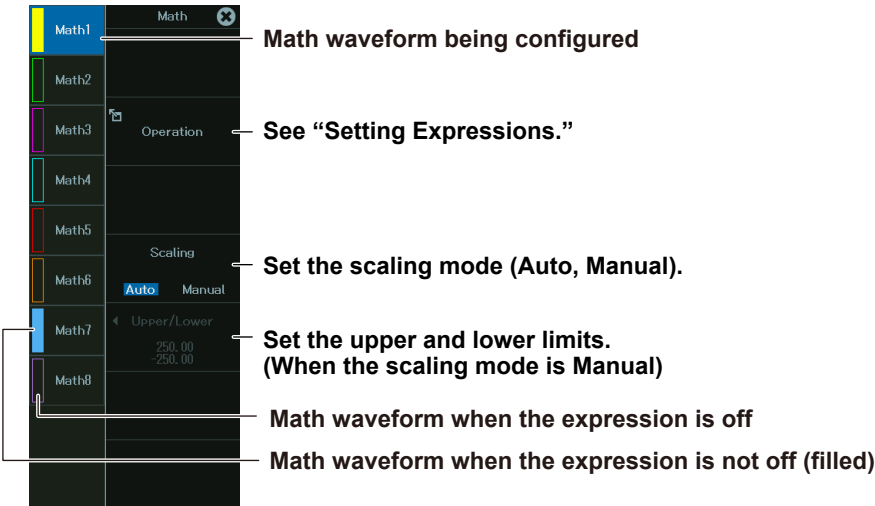 Math
Math1
Math waveform being configured
Math2
Math3
Operation
See “Setting Expressions.”
Math4
Math5
Scaling
Set the scaling mode (Auto, Manual).
Math6
Auto Manual
Math7
Upper/Lower
Set the upper and lower limits.
250.00
-250.00
(When the scaling mode is Manual)
Math8
Math waveform when the expression is off
Math waveform when the expression is not off (filled)